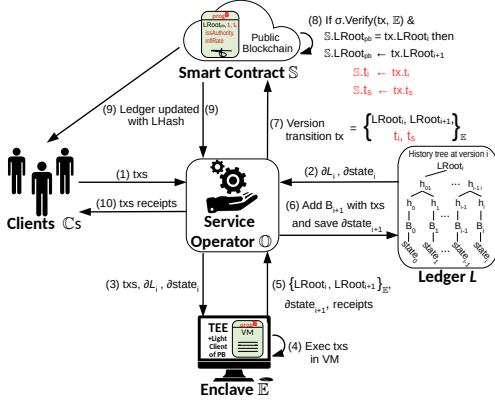 prog^𝕊
LRoot_pb, t_i, t_s
issAuthority,
inflRate
Public
Blockchain
Smart Contract 𝕊
(8) If σ.Verify(tx, 𝔼) &
𝕊.LRoot_pb = tx.LRoot_i then
𝕊.LRoot_pb ← tx.LRoot_i+1
𝕊.t_i ← tx.t_i
𝕊.t_s ← tx.t_s
(9) Ledger updated
with LHash
(9)
(7) Version
transition tx
= {LRoot_i, LRoot_i+1, t_i, t_s}_𝔼
(1) txs
(10) txs receipts
Clients ℂs
Service
Operator 𝕆
(2) ∂L_i , ∂state_i
(6) Add B_i+1 with txs
and save ∂state_i+1
History tree at version i
LRoot_i
h_01 ... h_i-1 i
h_0 h_1 ... h_i-1 h_i
B_0 B_1 ... B_i-1 B_i
state_0 state_1 ... state_i-1 state_i
Ledger L
(3) txs, ∂L_i , ∂state_i
(5) {LRoot_i , LRoot_i+1}_𝔼,
∂state_i+1, receipts
TEE
+Light
Client
of PB
VM
(4) Exec txs
in VM
Enclave 𝔼